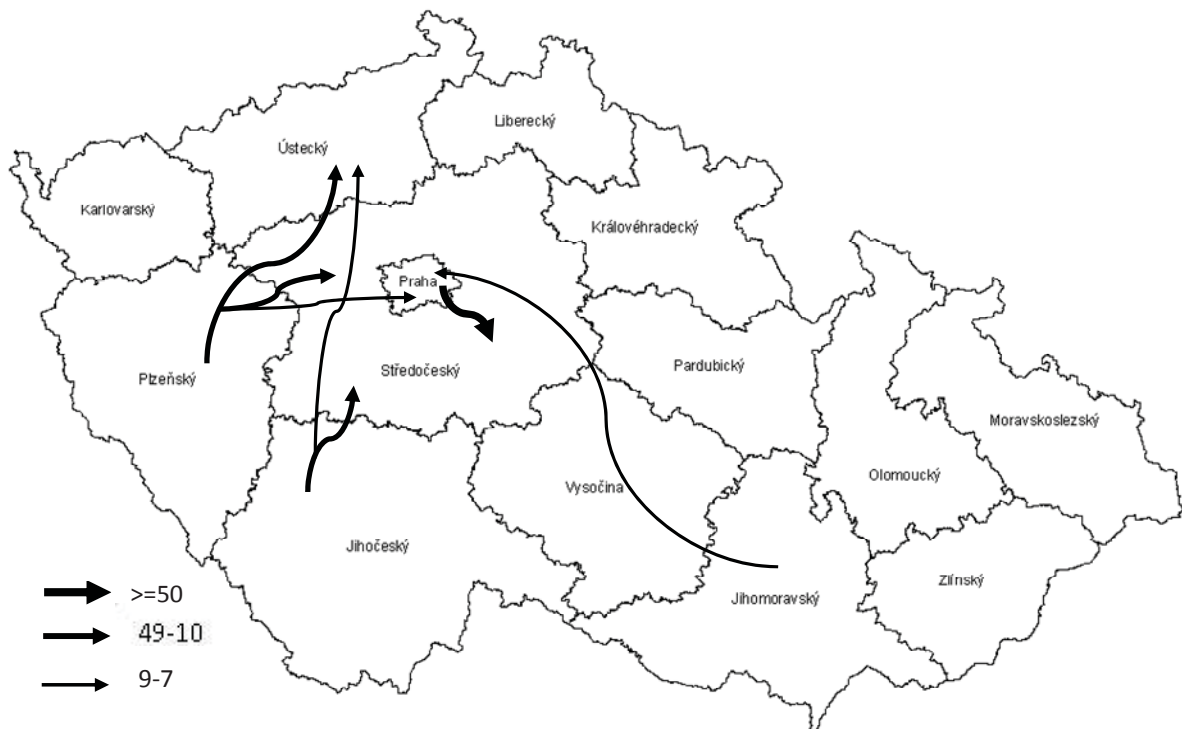 Liberecký
Ústecký
Karlovarský
Královéhradecký
Praha
Pardubický
Středočeský
Plzeňský
Moravskoslezský
Olomoucký
Vysočina
Jihočeský
Zlínský
Jihomoravský
>=50
49-10
9-7